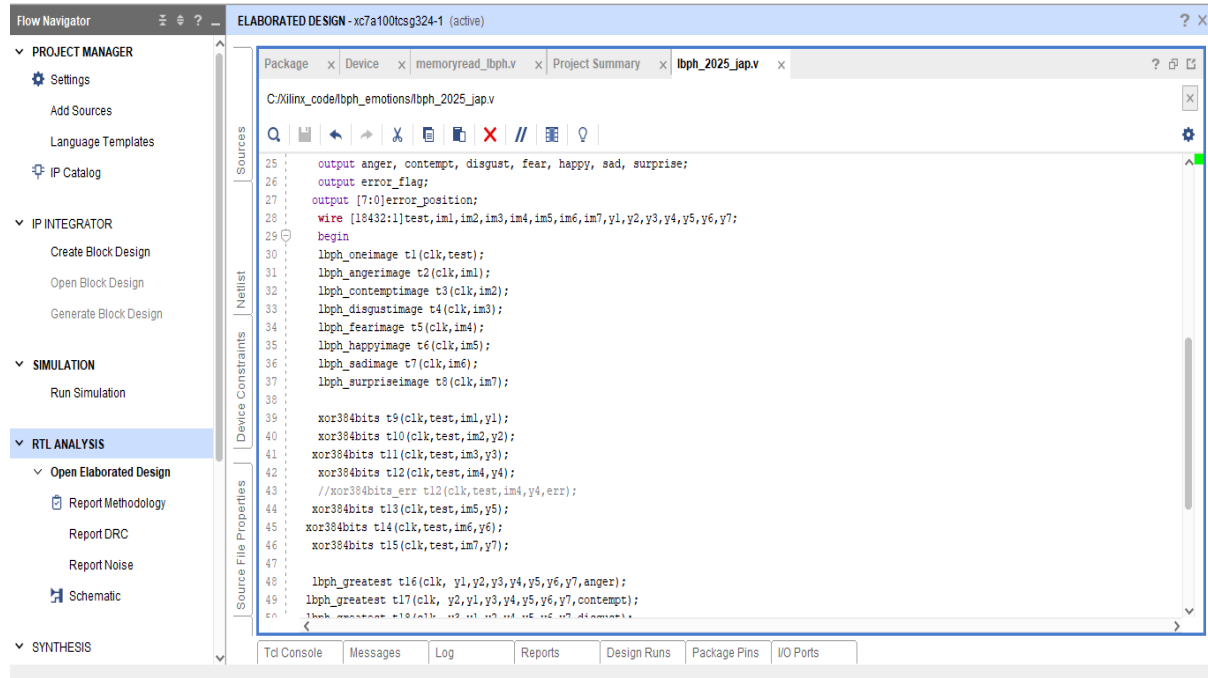 Flow Navigator
?
ELABORATED DESIGN - xc7a100tcsg324-1 (active)
?
PROJECT MANAGER
Settings
Add Sources
Language Templates
IP Catalog
IP INTEGRATOR
Create Block Design
Open Block Design
Generate Block Design
SIMULATION
Run Simulation
RTL ANALYSIS
Open Elaborated Design
Report Methodology
Report DRC
Report Noise
Schematic
SYNTHESIS
Sources
Netlist
Device Constraints
Source File Properties
Package x Device x memoryread_lbph.v x Project Summary x lbph_2025_jap.v x
?
C:/Xilinx_code/lbph_emotions/lbph_2025_jap.v
25 output anger, contempt, disgust, fear, happy, sad, surprise;
26 output error_flag;
27 output [7:0]error_position;
28 wire [18432:1]test,im1,im2,im3,im4,im5,im6,im7,y1,y2,y3,y4,y5,y6,y7;
29 begin
30 lbph_oneimage t1(clk,test);
31 lbph_angerimage t2(clk,im1);
32 lbph_contemptimage t3(clk,im2);
33 lbph_disgustimage t4(clk,im3);
34 lbph_fearimage t5(clk,im4);
35 lbph_happyimage t6(clk,im5);
36 lbph_sadimage t7(clk,im6);
37 lbph_surpriseimage t8(clk,im7);
38
39 xor384bits t9(clk,test,im1,y1);
40 xor384bits t10(clk,test,im2,y2);
41 xor384bits t11(clk,test,im3,y3);
42 xor384bits t12(clk,test,im4,y4);
43 //xor384bits_err t12(clk,test,im4,y4,err);
44 xor384bits t13(clk,test,im5,y5);
45 xor384bits t14(clk,test,im6,y6);
46 xor384bits t15(clk,test,im7,y7);
47
48 lbph_greatest t16(clk, y1,y2,y3,y4,y5,y6,y7,anger);
49 lbph_greatest t17(clk, y2,y1,y3,y4,y5,y6,y7,contempt);
50 lbph_greatest t18(clk, y3,y1,y2,y4,y5,y6,y7,disgust);
Tcl Console Messages Log Reports Design Runs Package Pins I/O Ports